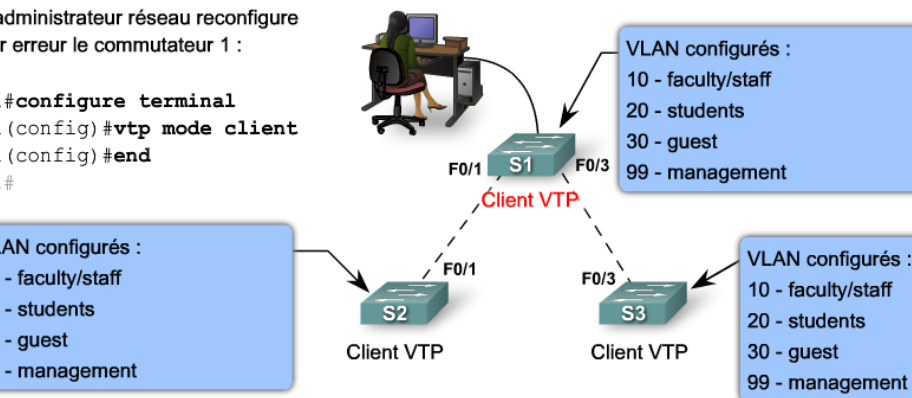 administrateur réseau reconfigure
r erreur le commutateur 1 :
#configure terminal
(config)#vtp mode client
(config)#end
#
VLAN configurés :
10 - faculty/staff
20 - students
30 - guest
99 - management
F0/1
S1
F0/3
Client VTP
LAN configurés :
- faculty/staff
- students
- guest
- management
F0/1
S2
Client VTP
F0/3
S3
Client VTP
VLAN configurés :
10 - faculty/staff
20 - students
30 - guest
99 - management